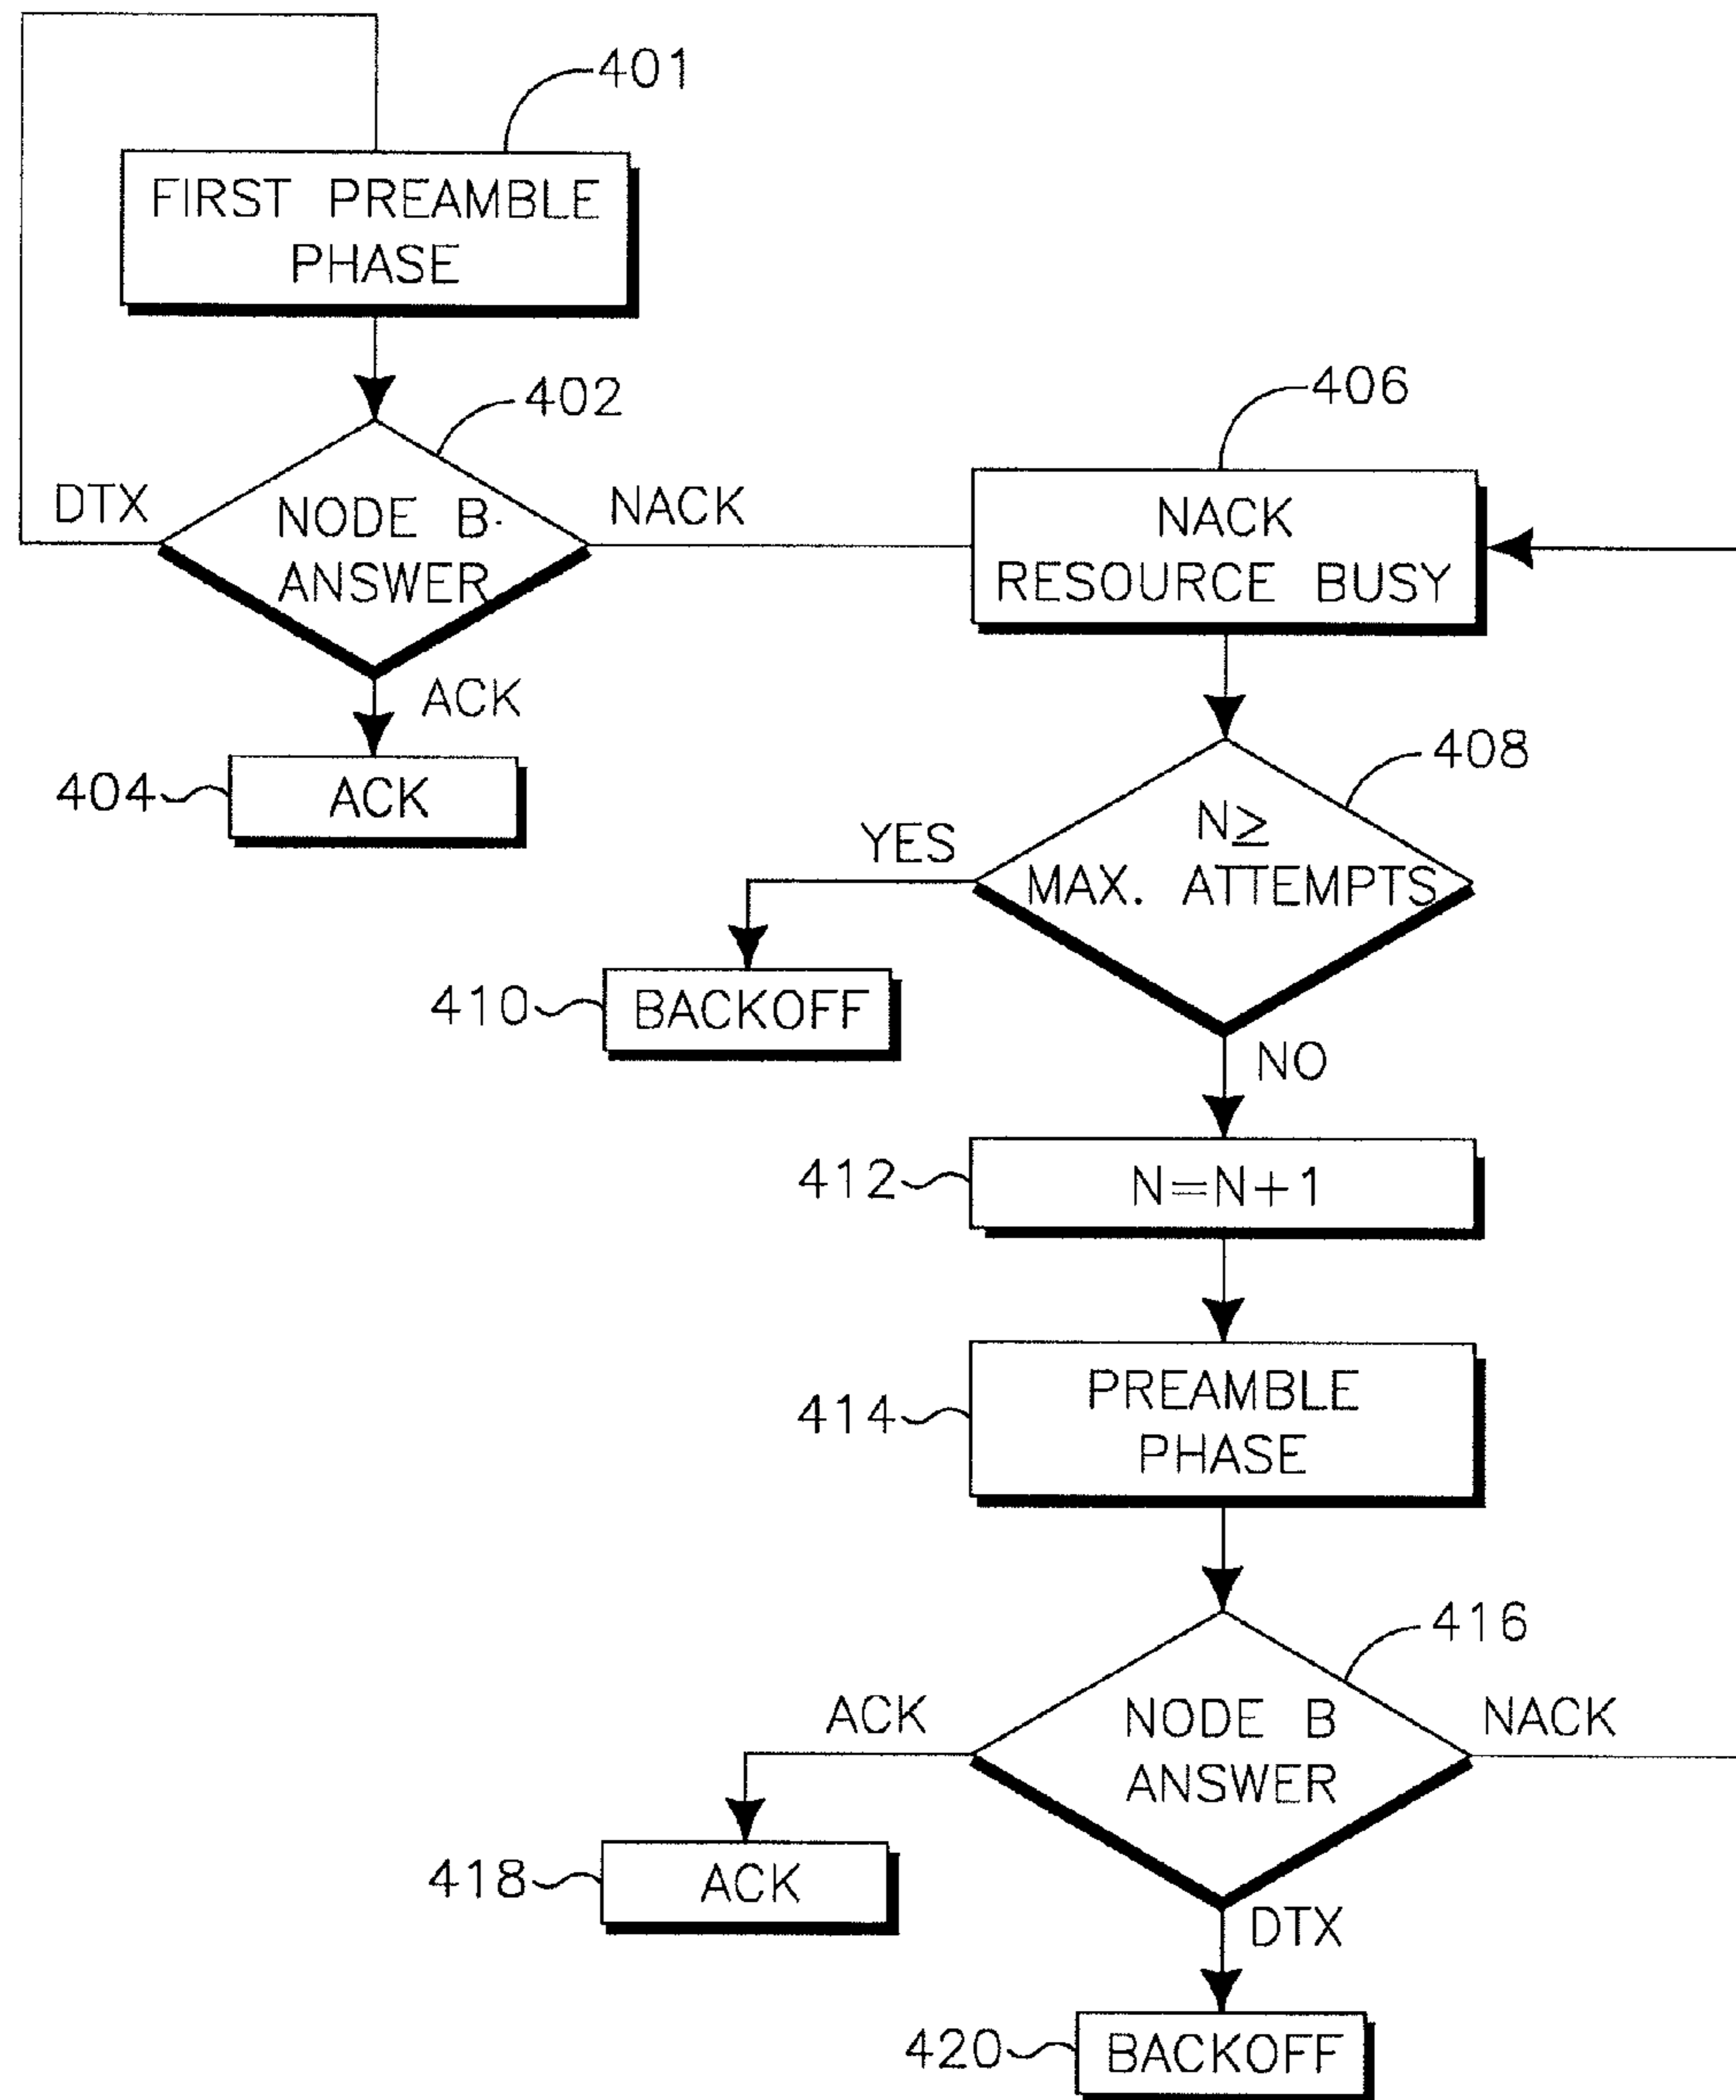 401
FIRST PREAMBLE
PHASE
402
406
DTX
NODE B
ANSWER
NACK
NACK
RESOURCE BUSY
ACK
404
ACK
408
N≥
MAX. ATTEMPTS
YES
410
BACKOFF
NO
412
N=N+1
414
PREAMBLE
PHASE
416
ACK
NODE B
ANSWER
NACK
418
ACK
DTX
420
BACKOFF